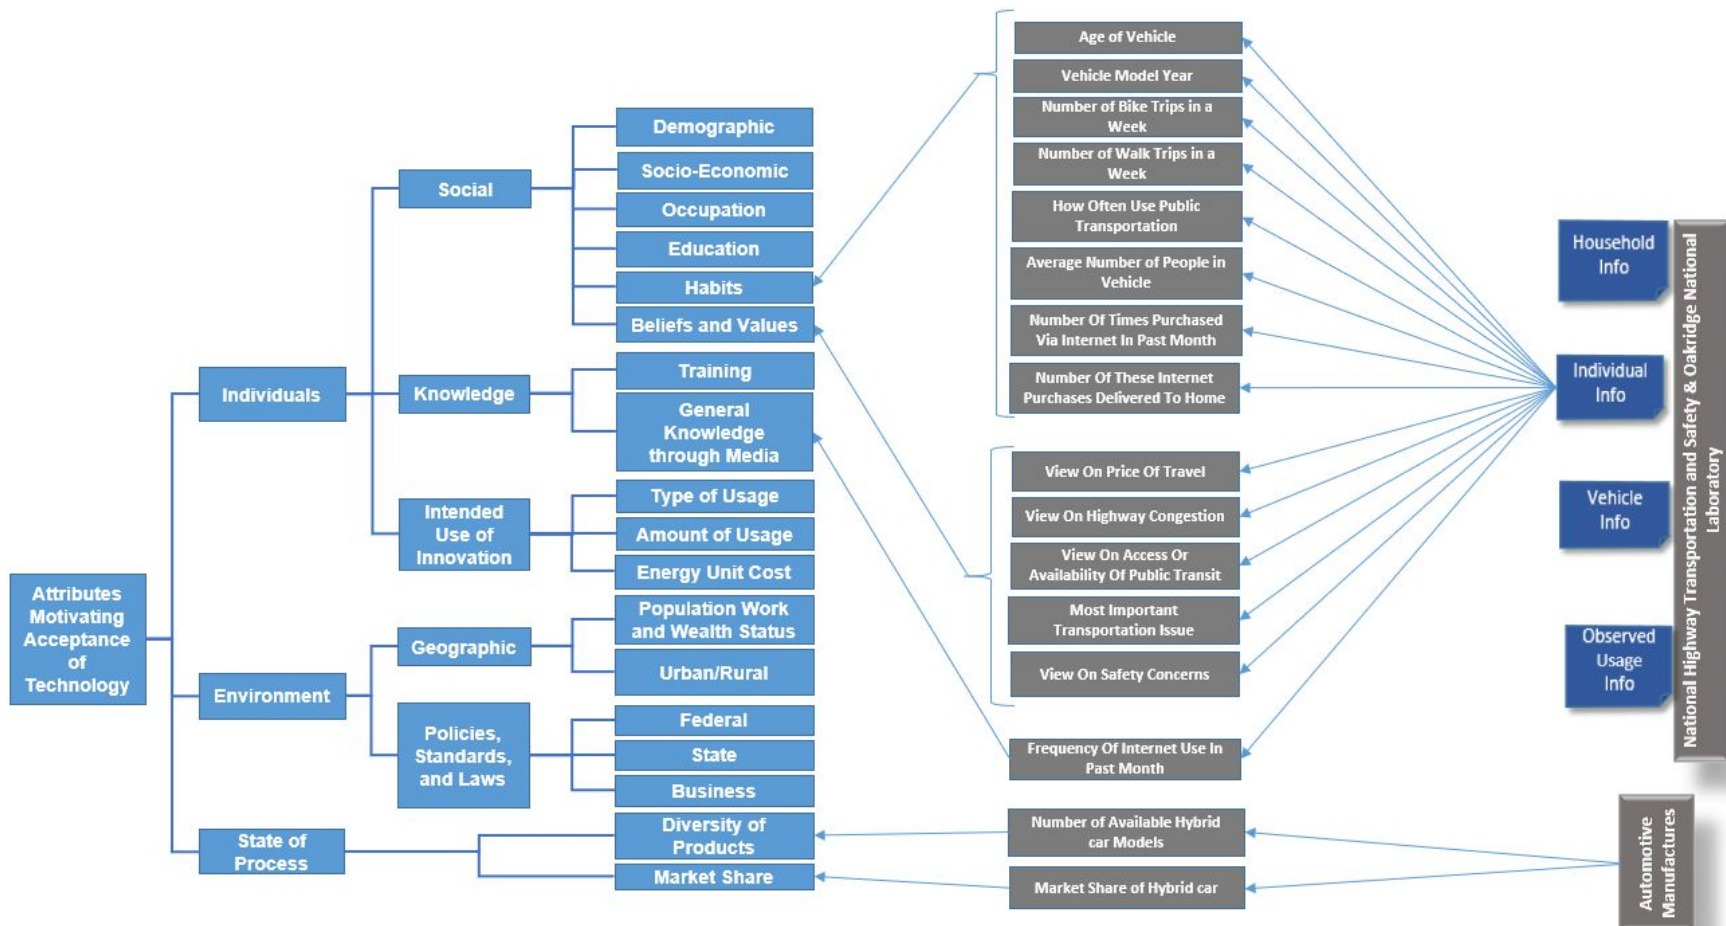 Attributes
Motivating
Acceptance
of
Technology
Individuals
Environment
State of
Process
Social
Knowledge
Intended
Use of
Innovation
Geographic
Policies,
Standards,
and Laws
Demographic
Socio-Economic
Occupation
Education
Habits
Beliefs and Values
Training
General
Knowledge
through Media
Type of Usage
Amount of Usage
Energy Unit Cost
Population Work
and Wealth Status
Urban/Rural
Federal
State
Business
Diversity of
Products
Market Share
Age of Vehicle
Vehicle Model Year
Number of Bike Trips in a
Week
Number of Walk Trips in a
Week
How Often Use Public
Transportation
Average Number of People in
Vehicle
Number Of Times Purchased
Via Internet In Past Month
Number Of These Internet
Purchases Delivered To Home
View On Price Of Travel
View On Highway Congestion
View On Access Or
Availability Of Public Transit
Most Important
Transportation Issue
View On Safety Concerns
Frequency Of Internet Use In
Past Month
Number of Available Hybrid
car Models
Market Share of Hybrid car
Household
Info
Individual
Info
Vehicle
Info
Observed
Usage
Info
National Highway Transportation and Safety & Oakridge National
Laboratory
Automotive
Manufactures